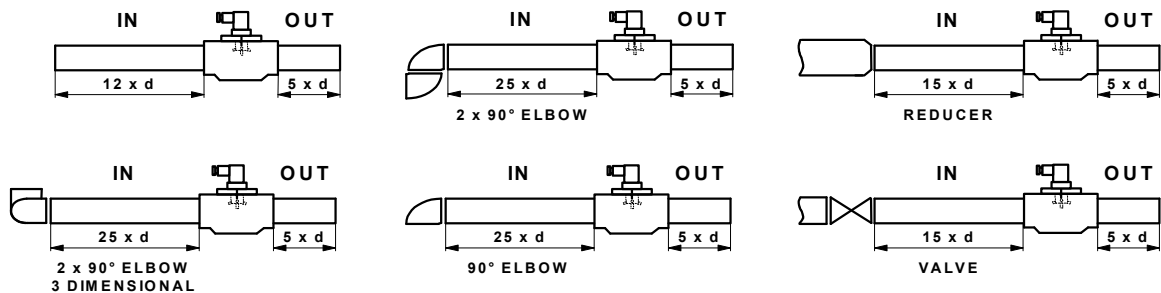 IN OUT
12 x d 5 x d
IN OUT
25 x d 5 x d
2 x 90° ELBOW
IN OUT
15 x d 5 x d
REDUCER
IN OUT
25 x d 5 x d
2 x 90° ELBOW
3 DIMENSIONAL
IN OUT
25 x d 5 x d
90° ELBOW
IN OUT
15 x d 5 x d
VALVE